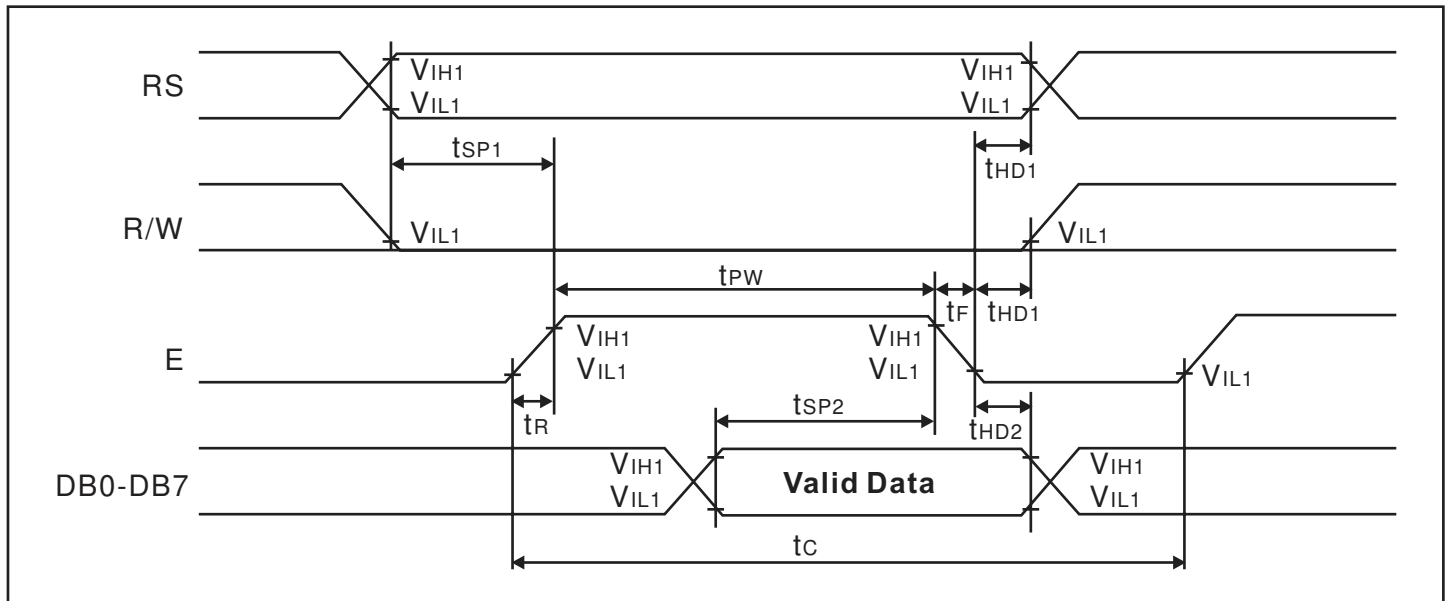 RS
VIH1
VIL1
VIH1
VIL1
tSP1
tHD1
R/W
VIL1
VIL1
tPW
tF
tHD1
E
VIH1
VIL1
VIH1
VIL1
VIL1
tR
tSP2
tHD2
DB0-DB7
VIH1
VIL1
Valid Data
VIH1
VIL1
tC